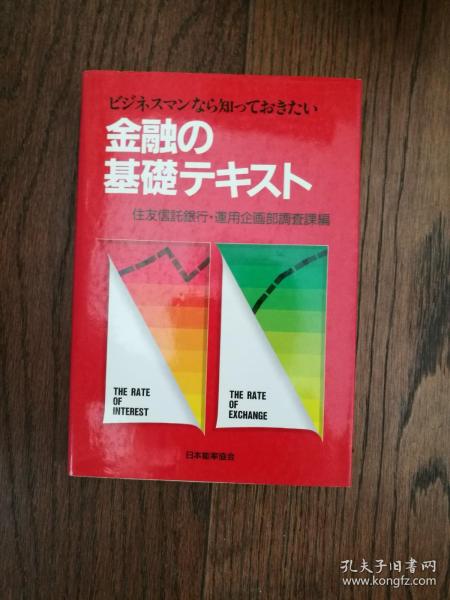 ビジネスマンなら知っておきたい
金融の
基礎テキスト
住友信託銀行・運用企画部調査課編
THE RATE
OF
INTEREST
THE RATE
OF
EXCHANGE
日本能率協会
孔夫子旧书网
www.kongfz.com